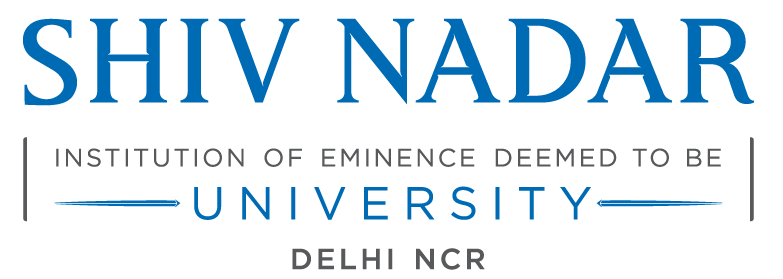 SHIV NADAR
INSTITUTION OF EMINENCE DEEMED TO BE
UNIVERSITY
DELHI NCR